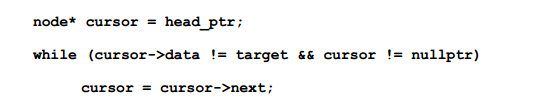 node* cursor = head_ptr;
while (cursor->data != target && cursor != nullptr)
cursor = cursor->next;